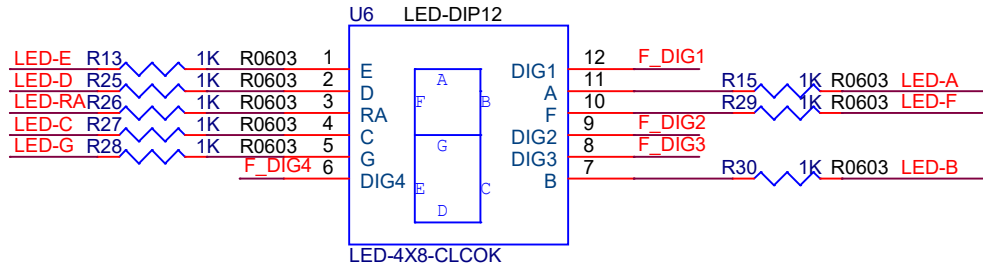 U6 LED-DIP12
LED-E R13 1K R0603 1 E DIG1 12 F_DIG1
LED-D R25 1K R0603 2 D A 11 R15 1K R0603 LED-A
LED-RA R26 1K R0603 3 RA F 10 R29 1K R0603 LED-F
LED-C R27 1K R0603 4 C DIG2 9 F_DIG2
LED-G R28 1K R0603 5 G DIG3 8 F_DIG3
F_DIG4 6 DIG4 B 7 R30 1K R0603 LED-B
A
F B
G
E C
D
LED-4X8-CLCOK